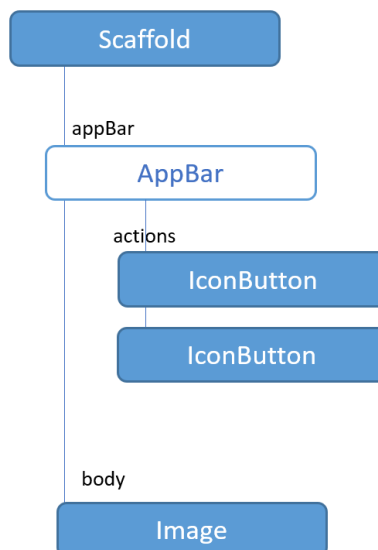 Scaffold
appBar
AppBar
actions
IconButton
IconButton
body
Image